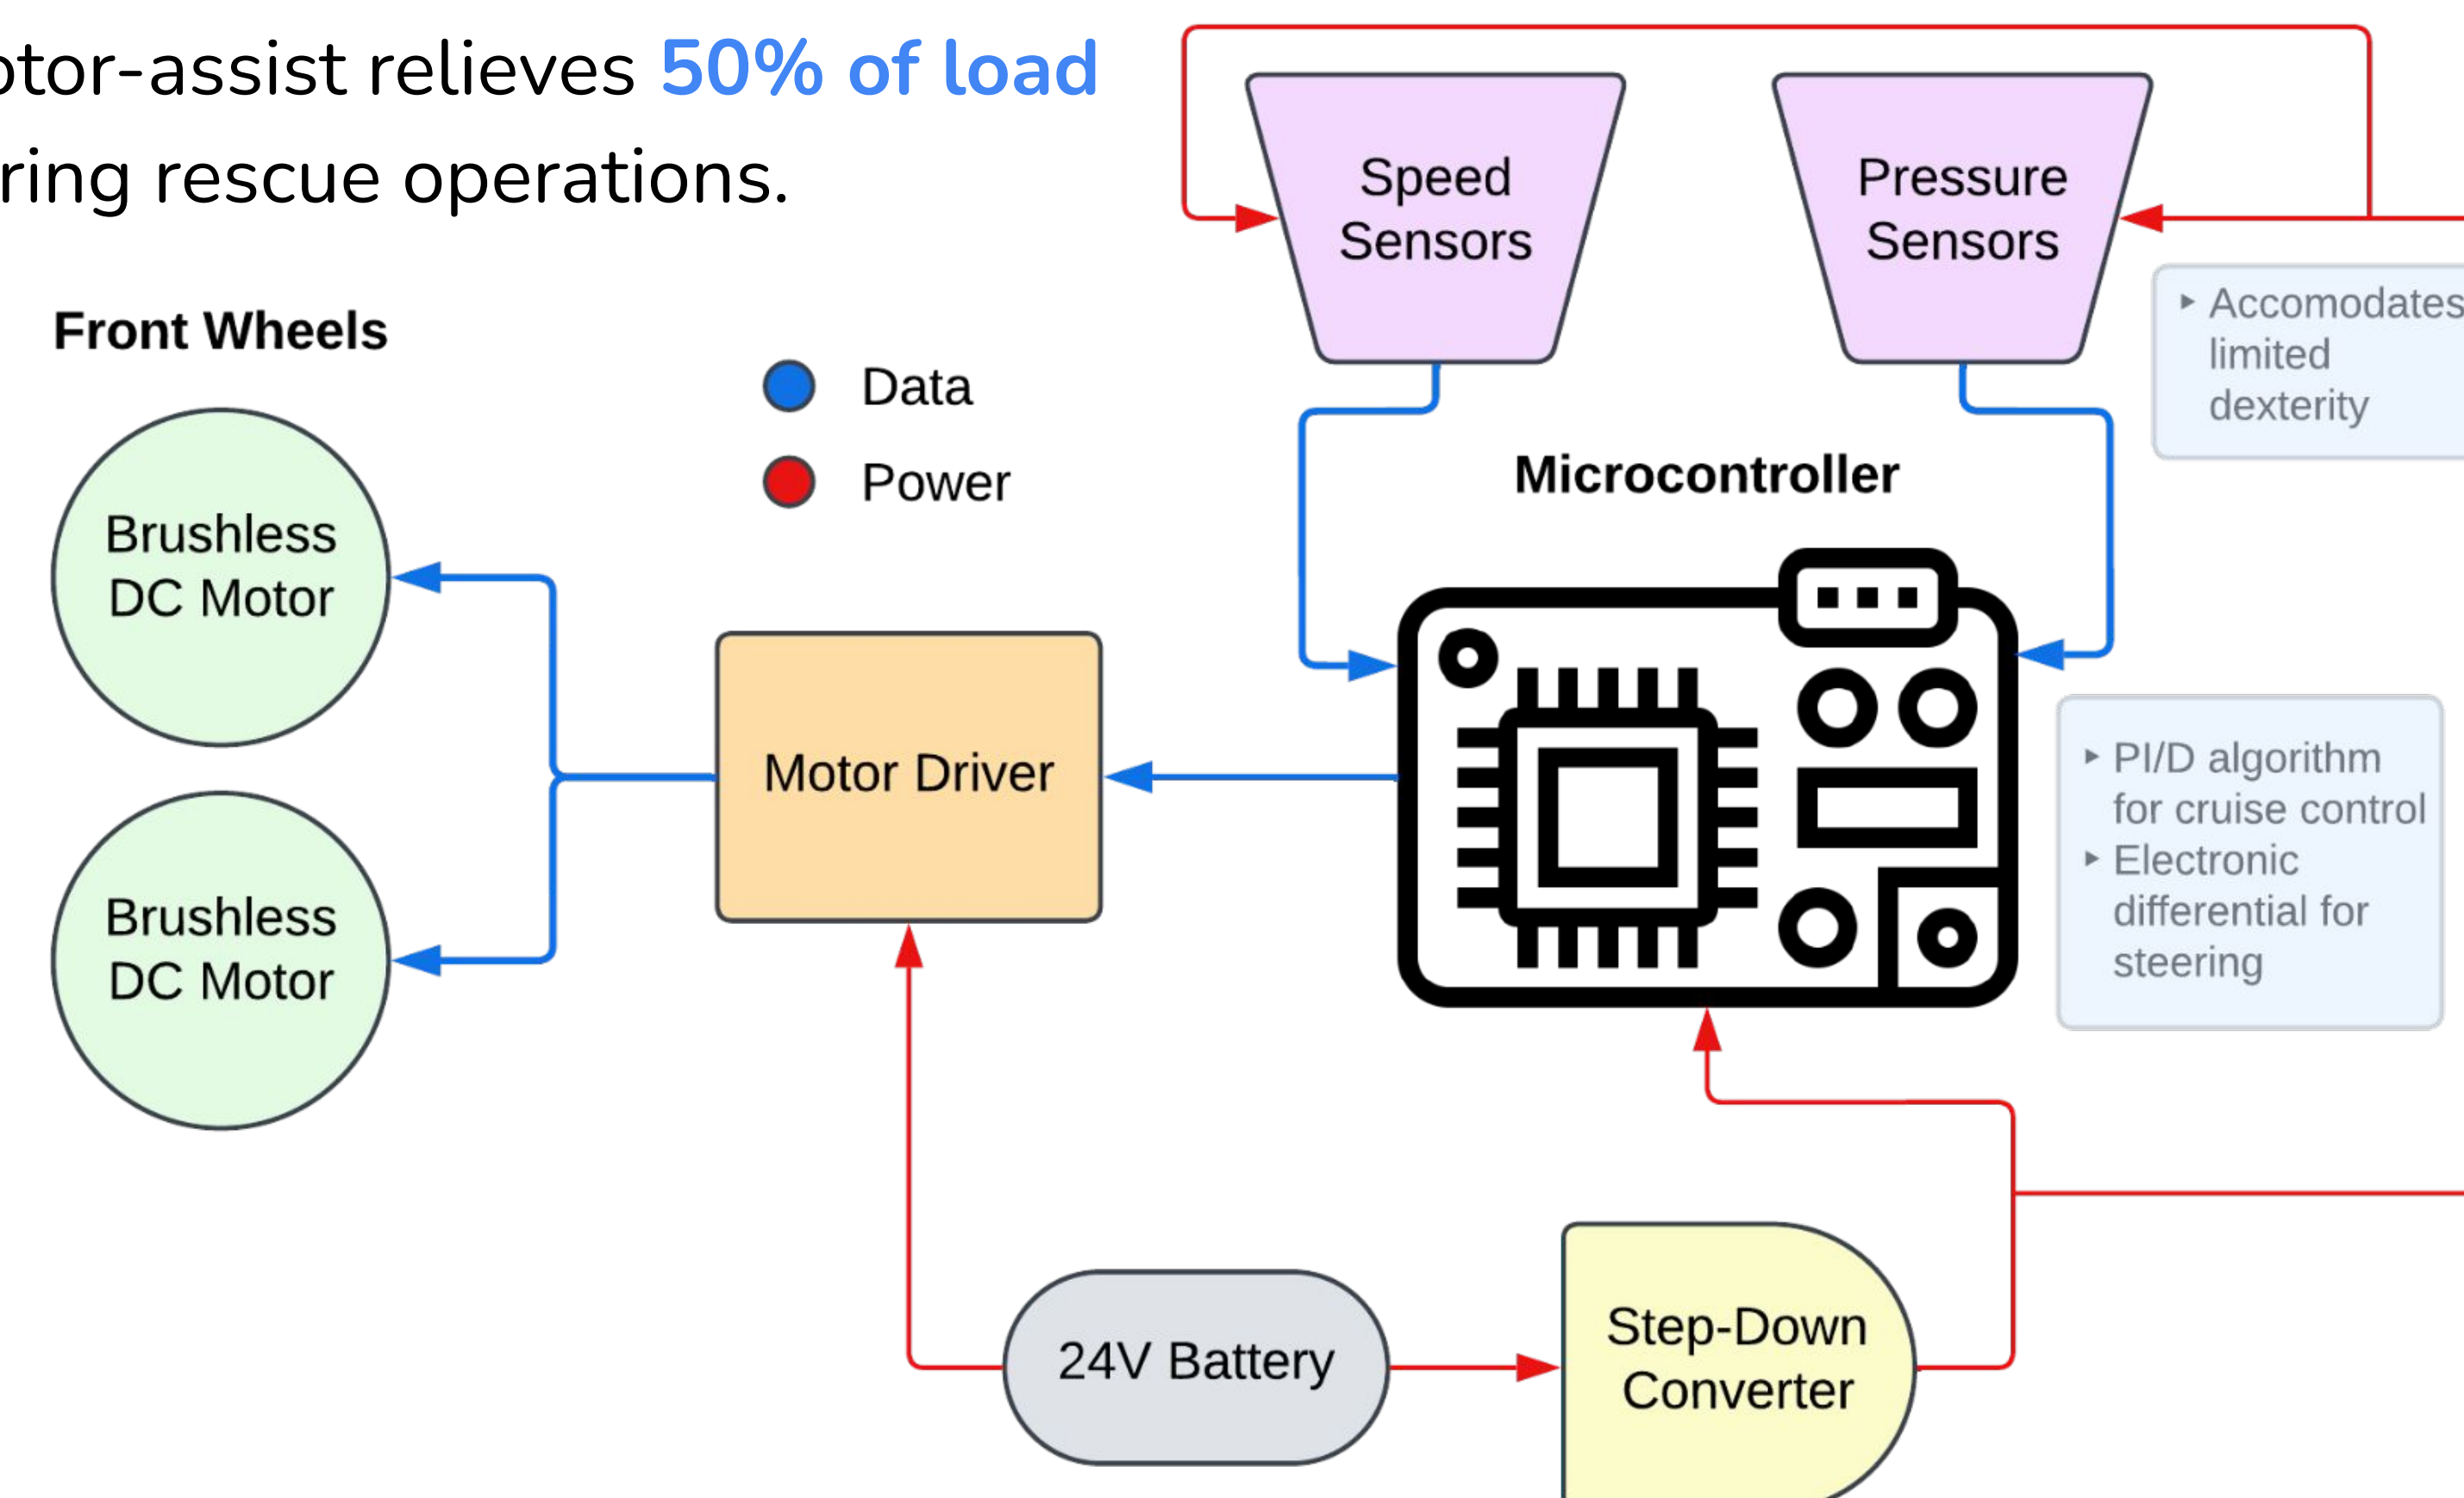 otor-assist relieves 50% of load
ring rescue operations.
Speed
Sensors
Pressure
Sensors
Accomodates
limited
dexterity
Front Wheels
Data
Power
Microcontroller
Brushless
DC Motor
Motor Driver
PI/D algorithm
for cruise control
Electronic
differential for
steering
Brushless
DC Motor
24V Battery
Step-Down
Converter